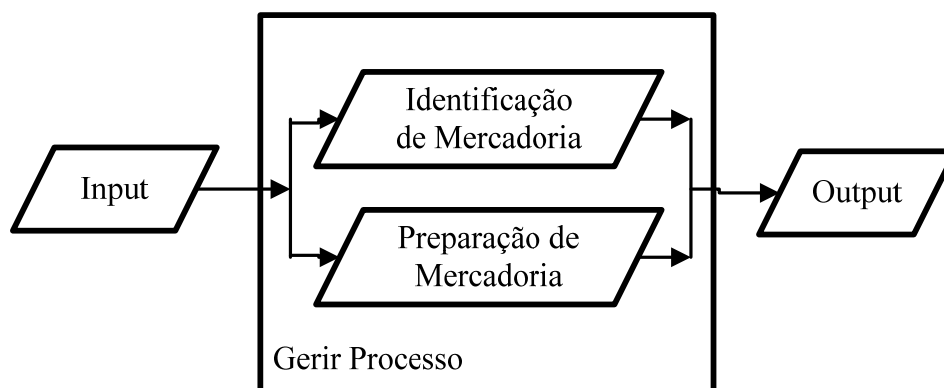 Input
Identificação
de Mercadoria
Preparação de
Mercadoria
Output
Gerir Processo